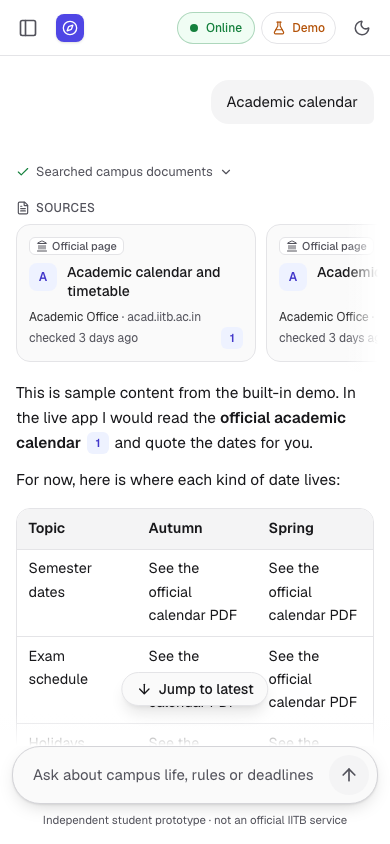 Online
Demo
Academic calendar
Searched campus documents
SOURCES
Official page
A
Academic calendar and
timetable
Academic Office · acad.iitb.ac.in
checked 3 days ago
1
Official page
A
Academic Office ·
checked 3 days
This is sample content from the built-in demo. In
the live app I would read the official academic
calendar 1 and quote the dates for you.
For now, here is where each kind of date lives:
Topic Autumn Spring
Semester See the See the
dates official official
calendar PDF calendar PDF
Exam See the See the
schedule official
calendar PDF
Jump to latest
Holidays See the See the
Ask about campus life, rules or deadlines
Independent student prototype · not an official IITB service